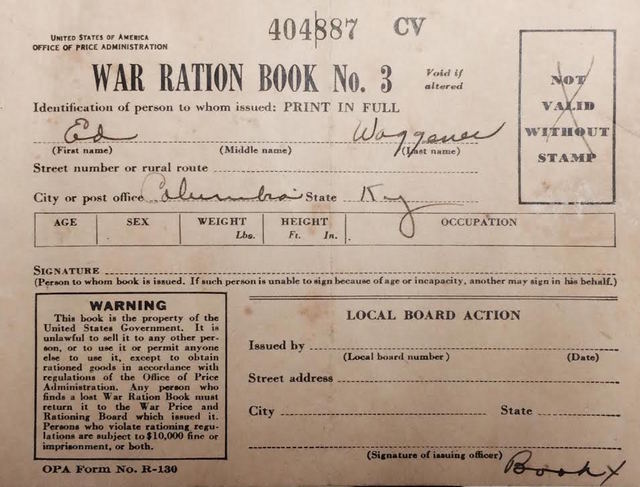 404887 CV
UNITED STATES OF AMERICA
OFFICE OF PRICE ADMINISTRATION
WAR RATION BOOK No. 3 Void if altered
NOT VALID WITHOUT STAMP
Identification of person to whom issued: PRINT IN FULL
Ed Waggener
(First name) (Middle name) (Last name)
Street number or rural route
City or post office Columbia State Ky
AGE SEX WEIGHT Lbs. HEIGHT Ft. In. OCCUPATION
SIGNATURE
(Person to whom book is issued. If such person is unable to sign because of age or incapacity, another may sign in his behalf.)
WARNING
This book is the property of the
United States Government. It is
unlawful to sell it to any other per-
son, or to use it or permit anyone
else to use it, except to obtain
rationed goods in accordance with
regulations of the Office of Price
Administration. Any person who
finds a lost War Ration Book must
return it to the War Price and
Rationing Board which issued it.
Persons who violate rationing regu-
lations are subject to $10,000 fine or
imprisonment, or both.
LOCAL BOARD ACTION
Issued by
(Local board number) (Date)
Street address
City State
(Signature of issuing officer)
Book X
OPA Form No. R-130